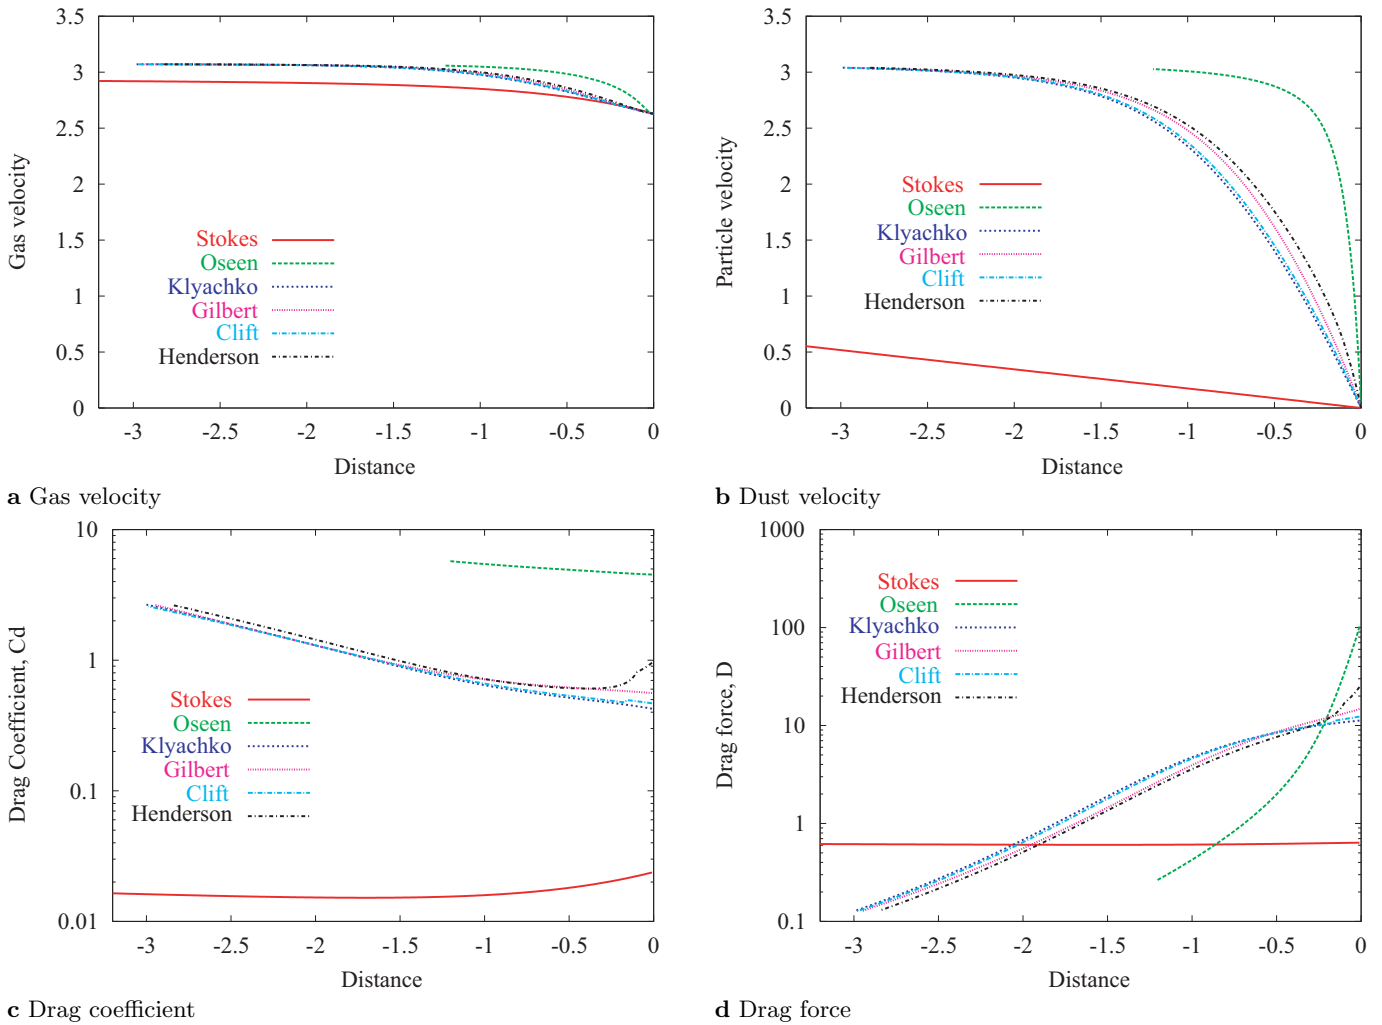 3.5
3
2.5
2
1.5
1
0.5
0
Gas velocity
Stokes
Oseen
Klyachko
Gilbert
Clift
Henderson
-3 -2.5 -2 -1.5 -1 -0.5 0
Distance
a Gas velocity
3.5
3
2.5
2
1.5
1
0.5
0
Particle velocity
Stokes
Oseen
Klyachko
Gilbert
Clift
Henderson
-3 -2.5 -2 -1.5 -1 -0.5 0
Distance
b Dust velocity
10
1
0.1
0.01
Drag Coefficient, Cd
Stokes
Oseen
Klyachko
Gilbert
Clift
Henderson
-3 -2.5 -2 -1.5 -1 -0.5 0
Distance
c Drag coefficient
1000
100
10
1
0.1
Drag force, D
Stokes
Oseen
Klyachko
Gilbert
Clift
Henderson
-3 -2.5 -2 -1.5 -1 -0.5 0
Distance
d Drag force